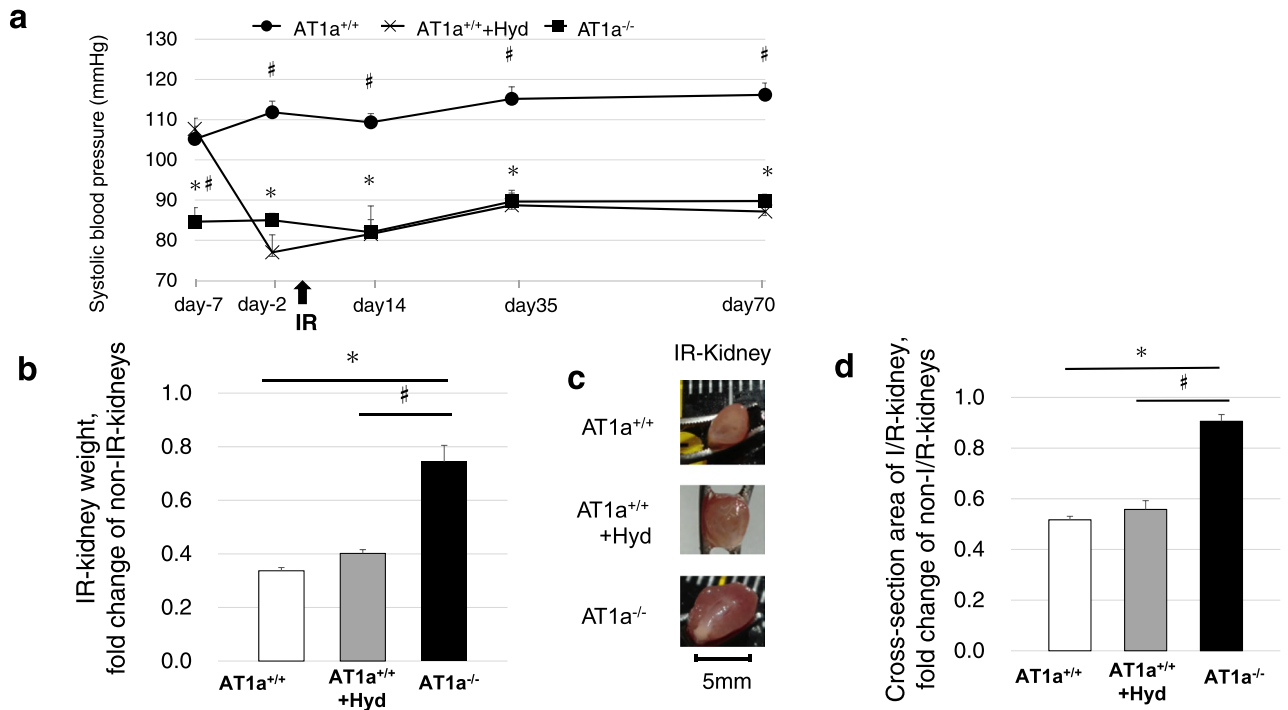 a
AT1a+/+ AT1a+/++Hyd AT1a-/-
Systolic blood pressure (mmHg)
130
120
110
100
90
80
70
♯ ♯ ♯ ♯
*♯ * * * *
day-7 day-2 day14 day35 day70
IR
b
IR-kidney weight,
fold change of non-IR-kidneys
*
♯
1.0
0.8
0.6
0.4
0.2
0.0
AT1a+/+ AT1a+/+ AT1a-/-
+Hyd
c
IR-Kidney
AT1a+/+
AT1a+/+
+Hyd
AT1a-/-
5mm
d
Cross-section area of I/R-kidney,
fold change of non-I/R-kidneys
*
♯
1.0
0.8
0.6
0.4
0.2
0.0
AT1a+/+ AT1a+/+ AT1a-/-
+Hyd